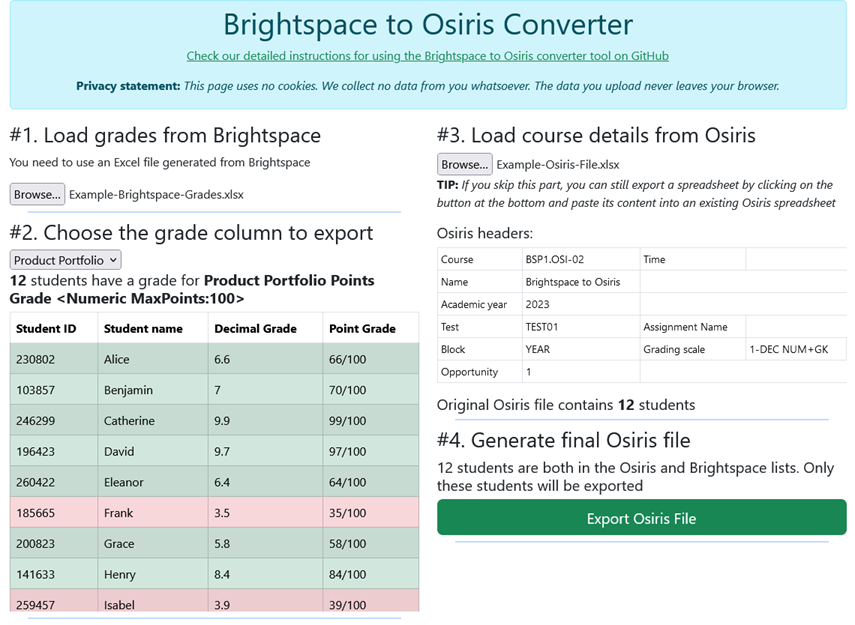 Brightspace to Osiris Converter
Check our detailed instructions for using the Brightspace to Osiris converter tool on GitHub
Privacy statement: This page uses no cookies. We collect no data from you whatsoever. The data you upload never leaves your browser.
#1. Load grades from Brightspace
You need to use an Excel file generated from Brightspace
Browse... Example-Brightspace-Grades.xlsx
#2. Choose the grade column to export
Product Portfolio
12 students have a grade for Product Portfolio Points
Grade <Numeric MaxPoints:100>
Student ID Student name Decimal Grade Point Grade
230802 Alice 6.6 66/100
103857 Benjamin 7 70/100
246299 Catherine 9.9 99/100
196423 David 9.7 97/100
260422 Eleanor 6.4 64/100
185665 Frank 3.5 35/100
200823 Grace 5.8 58/100
141633 Henry 8.4 84/100
259457 Isabel 3.9 39/100
#3. Load course details from Osiris
Browse... Example-Osiris-File.xlsx
TIP: If you skip this part, you can still export a spreadsheet by clicking on the
button at the bottom and paste its content into an existing Osiris spreadsheet
Osiris headers:
Course BSP1.OSI-02 Time
Name Brightspace to Osiris
Academic year 2023
Test TEST01 Assignment Name
Block YEAR Grading scale 1-DEC NUM+GK
Opportunity 1
Original Osiris file contains 12 students
#4. Generate final Osiris file
12 students are both in the Osiris and Brightspace lists. Only
these students will be exported
Export Osiris File